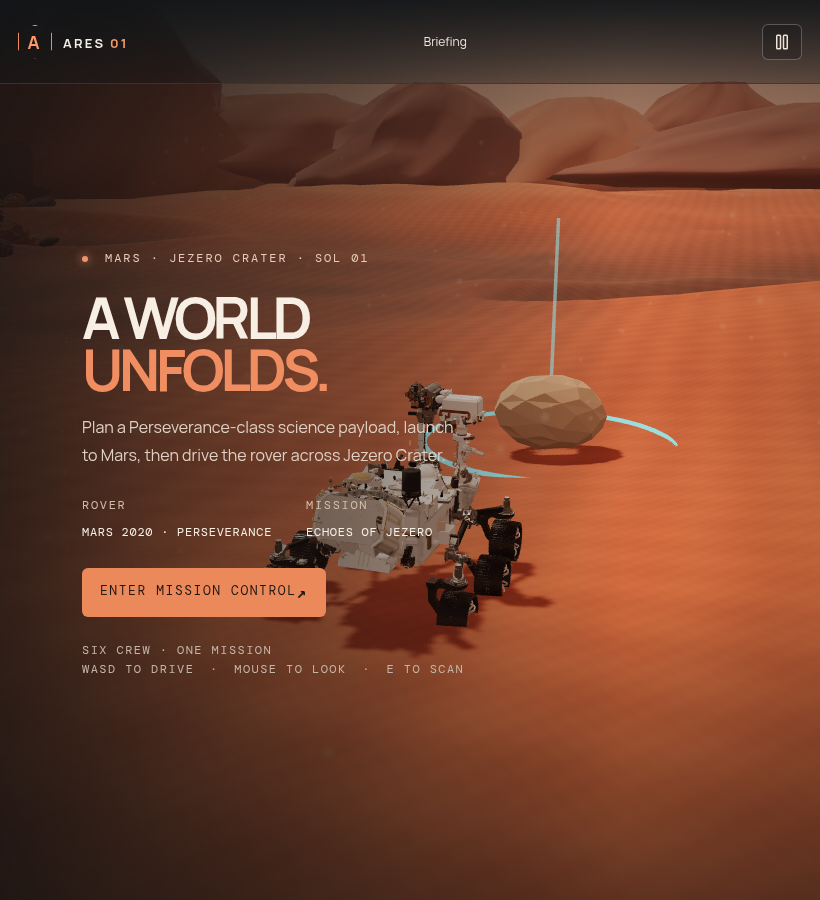 A ARES 01
Briefing
MARS · JEZERO CRATER · SOL 01
A WORLD
UNFOLDS.
Plan a Perseverance-class science payload, launch
to Mars, then drive the rover across Jezero Crater.
ROVER
MARS 2020 · PERSEVERANCE
MISSION
ECHOES OF JEZERO
ENTER MISSION CONTROL↗
SIX CREW · ONE MISSION
WASD TO DRIVE · MOUSE TO LOOK · E TO SCAN